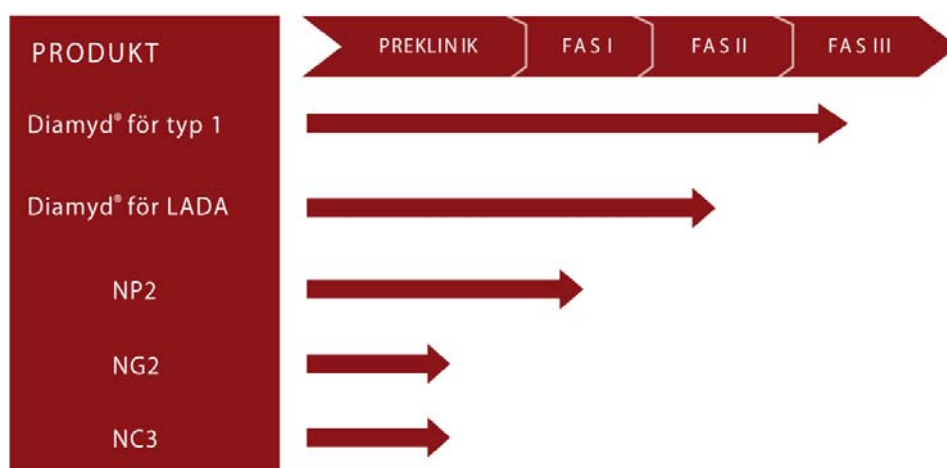 PRODUKT
PREKLINIK
FAS I
FAS II
FAS III
Diamyd® för typ 1
Diamyd® för LADA
NP2
NG2
NC3